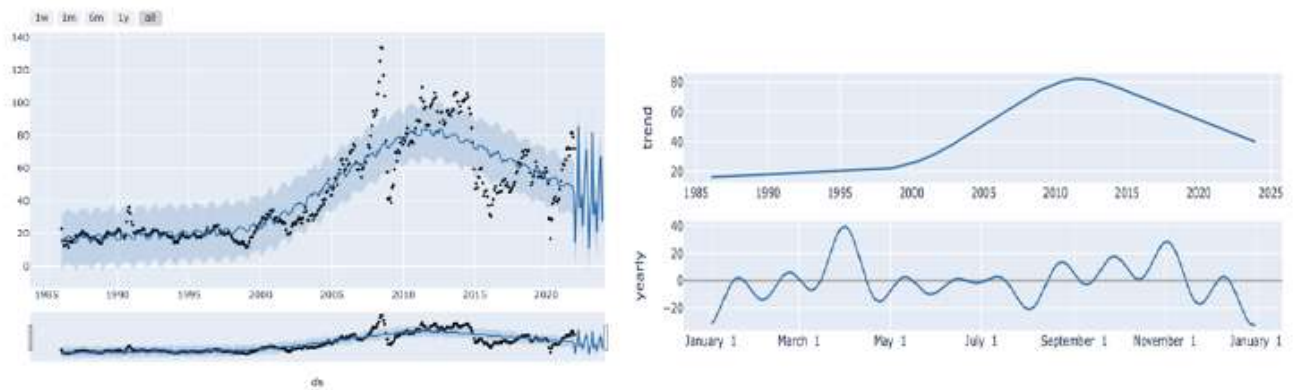 1w 1m 6m 1y all
140
120
100
80
60
40
20
0
1985 1990 1995 2000 2005 2010 2015 2020
ds
trend
80
60
40
20
1985 1990 1995 2000 2005 2010 2015 2020 2025
yearly
40
20
0
−20
January 1 March 1 May 1 July 1 September 1 November 1 January 1